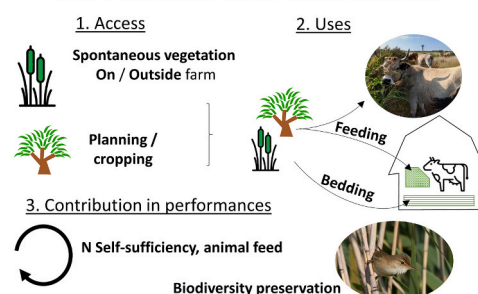 1. Access
2. Uses
Spontaneous vegetation
On / Outside farm
Planning /
cropping
Feeding
Bedding
3. Contribution in performances
N Self-sufficiency, animal feed
Biodiversity preservation